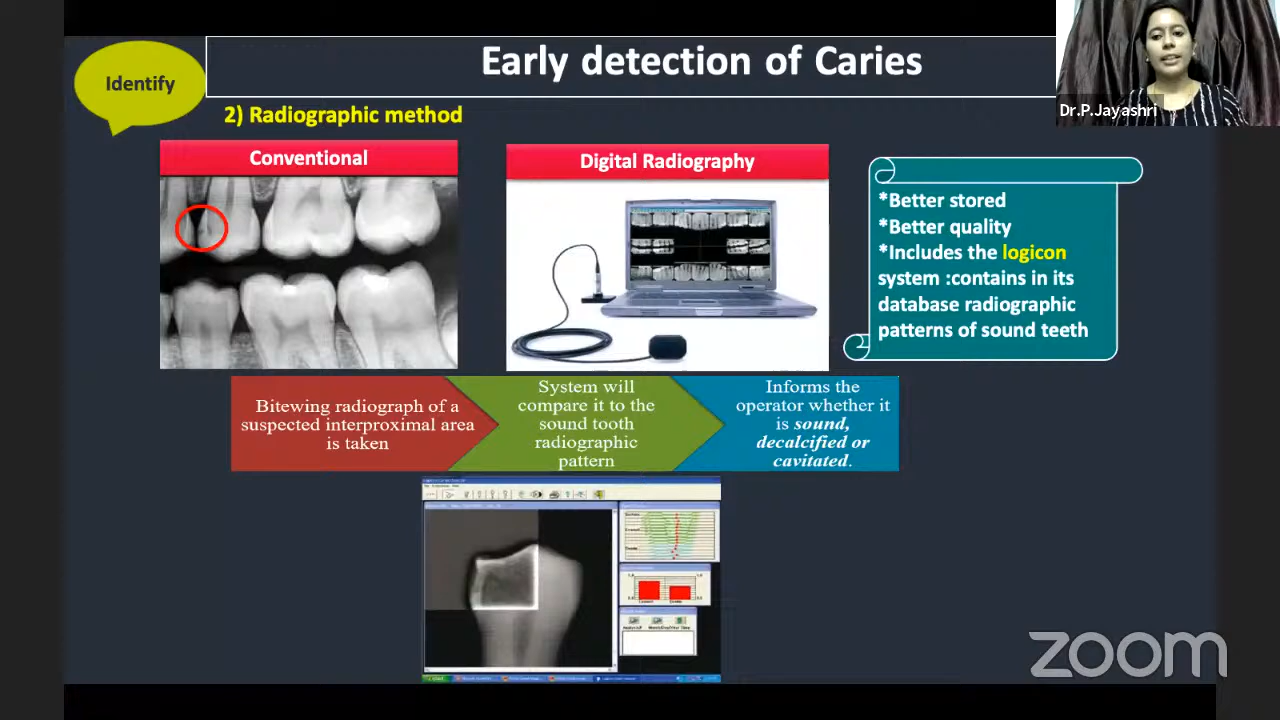 Early detection of Caries
Identify
2) Radiographic method
Dr.P.Jayashri
Conventional
Digital Radiography
*Better stored
*Better quality
*Includes the logicon
system :contains in its
database radiographic
patterns of sound teeth
Bitewing radiograph of a
suspected interproximal area
is taken
System will
compare it to the
sound tooth
radiographic
pattern
Informs the
operator whether it
is sound,
decalcified or
cavitated.
zoom